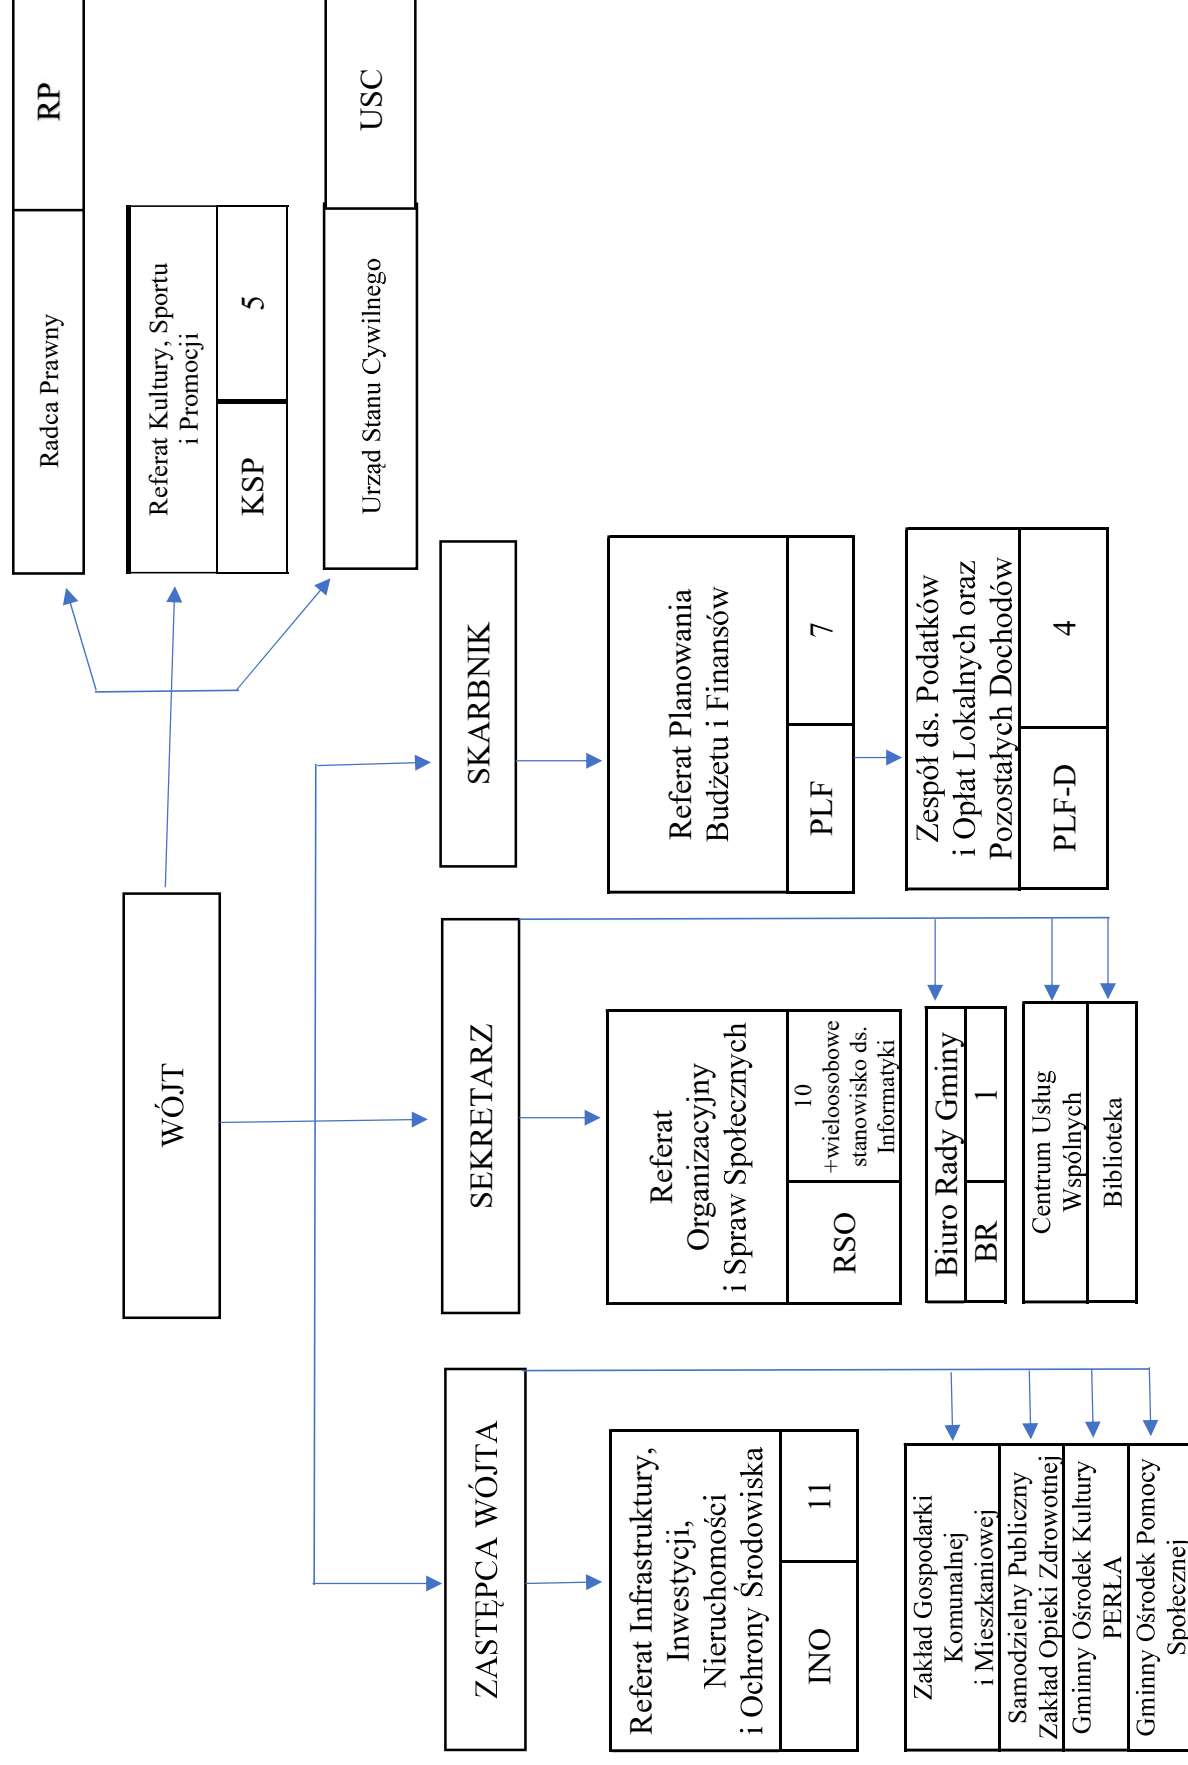 WÓJT
Radca Prawny
RP
Referat Kultury, Sportu
i Promocji
KSP
5
Urząd Stanu Cywilnego
USC
ZASTĘPCA WÓJTA
SEKRETARZ
SKARBNIK
Referat Infrastruktury,
Inwestycji,
Nieruchomości
i Ochrony Środowiska
INO
11
Zakład Gospodarki
Komunalnej
i Mieszkaniowej
Samodzielny Publiczny
Zakład Opieki Zdrowotnej
Gminny Ośrodek Kultury
PERŁA
Gminny Ośrodek Pomocy
Społecznej
Referat
Organizacyjny
i Spraw Społecznych
RSO
10
+wieloosobowe
stanowisko ds.
Informatyki
Biuro Rady Gminy
BR
1
Centrum Usług
Wspólnych
Biblioteka
Referat Planowania
Budżetu i Finansów
PLF
7
Zespół ds. Podatków
i Opłat Lokalnych oraz
Pozostałych Dochodów
PLF-D
4